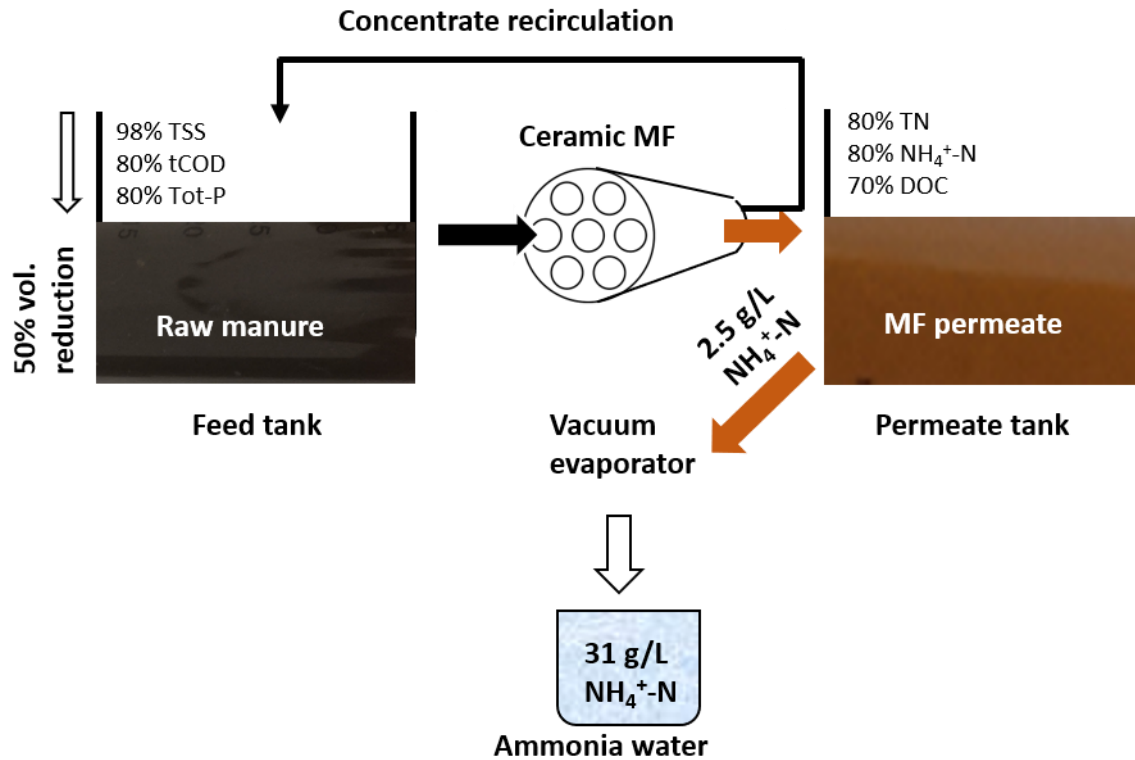 Concentrate recirculation
98% TSS
80% tCOD
80% Tot-P
Ceramic MF
80% TN
80% NH₄⁺-N
70% DOC
50% vol.
reduction
Raw manure
2.5 g/L
NH₄⁺-N
MF permeate
Feed tank
Vacuum
evaporator
Permeate tank
31 g/L
NH₄⁺-N
Ammonia water